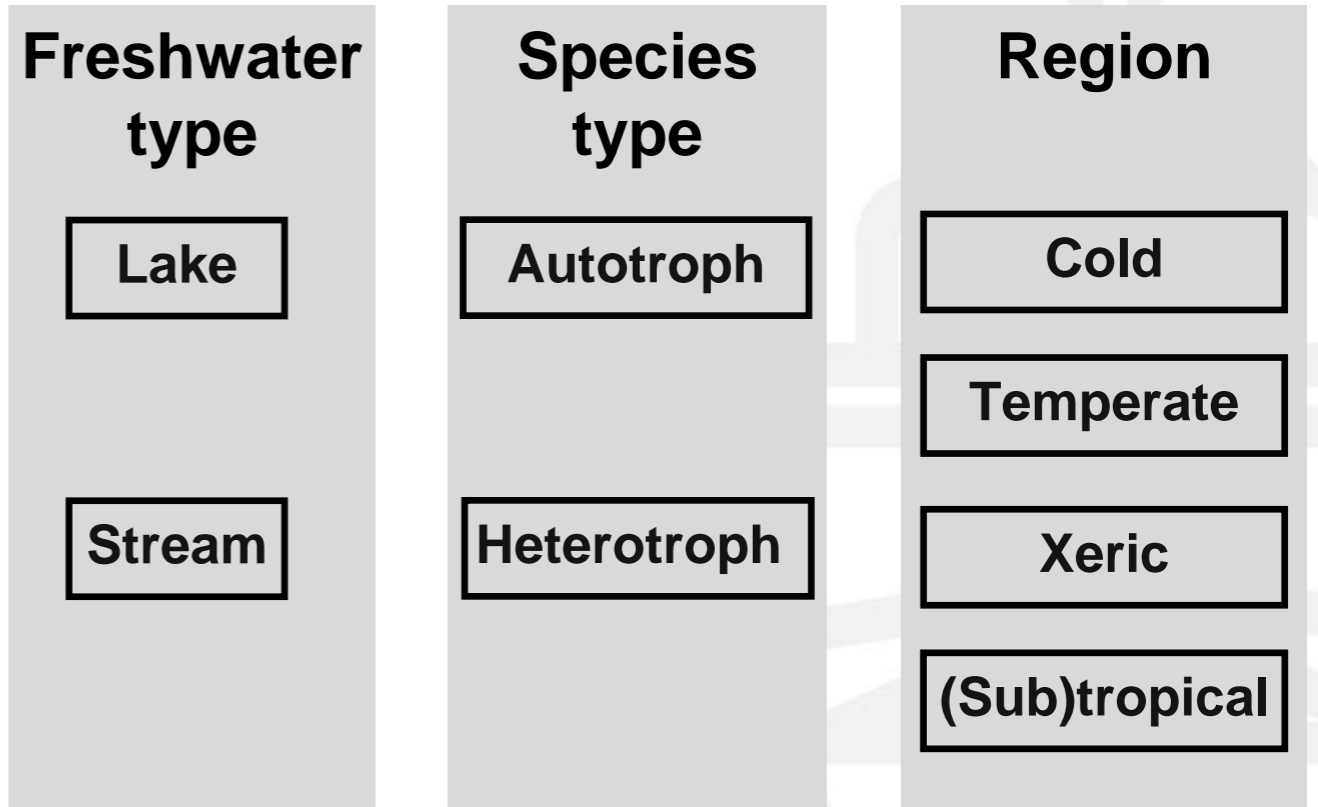 Freshwater
type
Lake
Stream
Species
type
Autotroph
Heterotroph
Region
Cold
Temperate
Xeric
(Sub)tropical